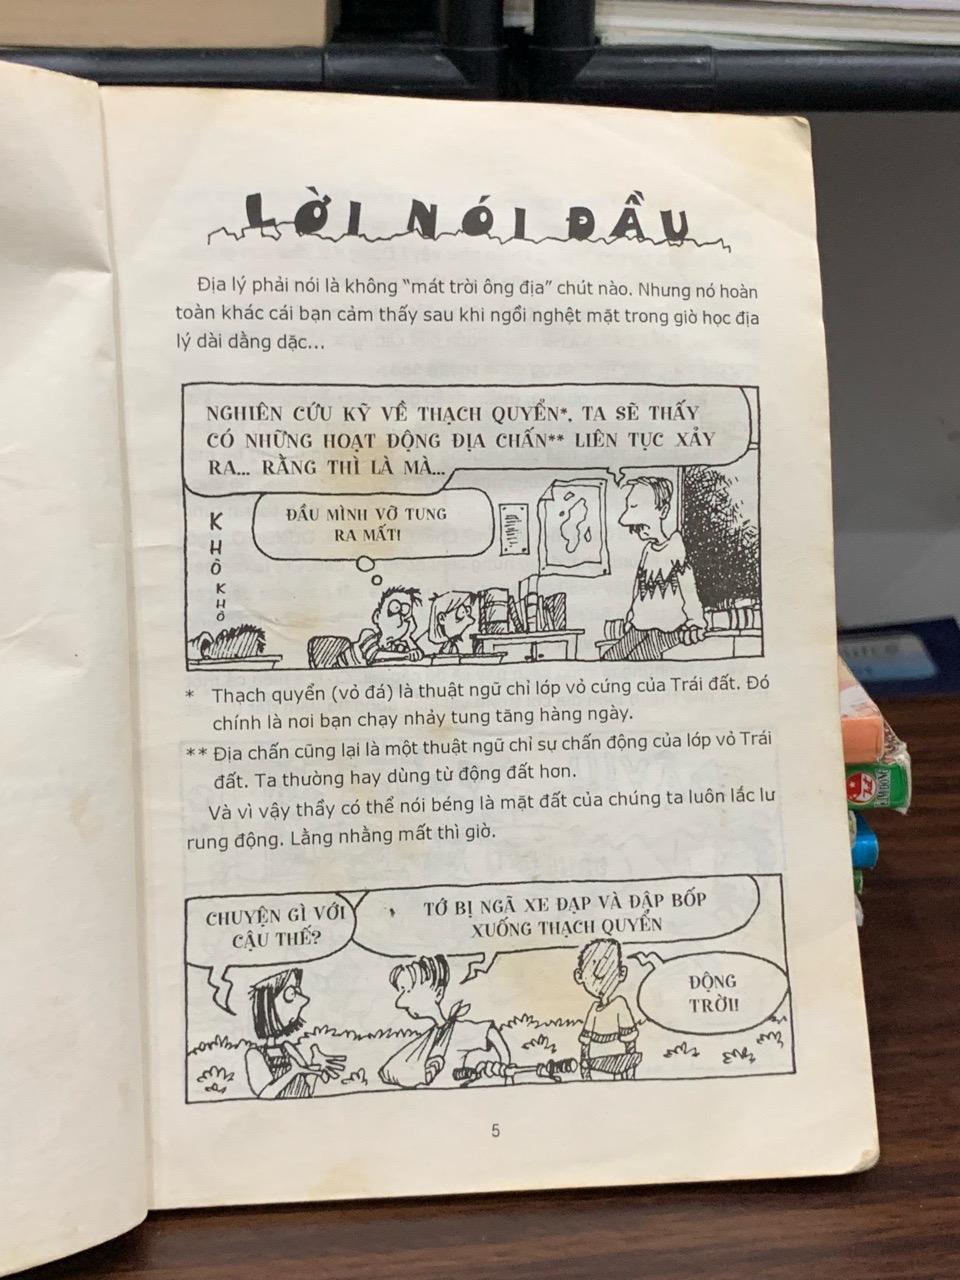 LỜI NÓI ĐẦU
Địa lý phải nói là không “mát trời ông địa” chút nào. Nhưng nó hoàn
toàn khác cái bạn cảm thấy sau khi ngồi nghệt mặt trong giờ học địa
lý dài dằng dặc...
NGHIÊN CỨU KỸ VỀ THẠCH QUYỂN*, TA SẼ THẤY
CÓ NHỮNG HOẠT ĐỘNG ĐỊA CHẤN** LIÊN TỤC XẢY
RA... RẰNG THÌ LÀ MÀ...
ĐẦU MÌNH VỠ TUNG
RA MẤT!
KHÒ KHÒ
* Thạch quyển (vỏ đá) là thuật ngữ chỉ lớp vỏ cứng của Trái đất. Đó
chính là nơi bạn chạy nhảy tung tăng hàng ngày.
** Địa chấn cũng lại là một thuật ngữ chỉ sự chấn động của lớp vỏ Trái
đất. Ta thường hay dùng từ động đất hơn.
Và vì vậy thầy có thể nói béng là mặt đất của chúng ta luôn lắc lư
rung động. Lằng nhằng mất thì giờ.
CHUYỆN GÌ VỚI
CẬU THẾ?
TỚ BỊ NGÃ XE ĐẠP VÀ ĐẬP BỐP
XUỐNG THẠCH QUYỂN
ĐỘNG
TRỜI!
5